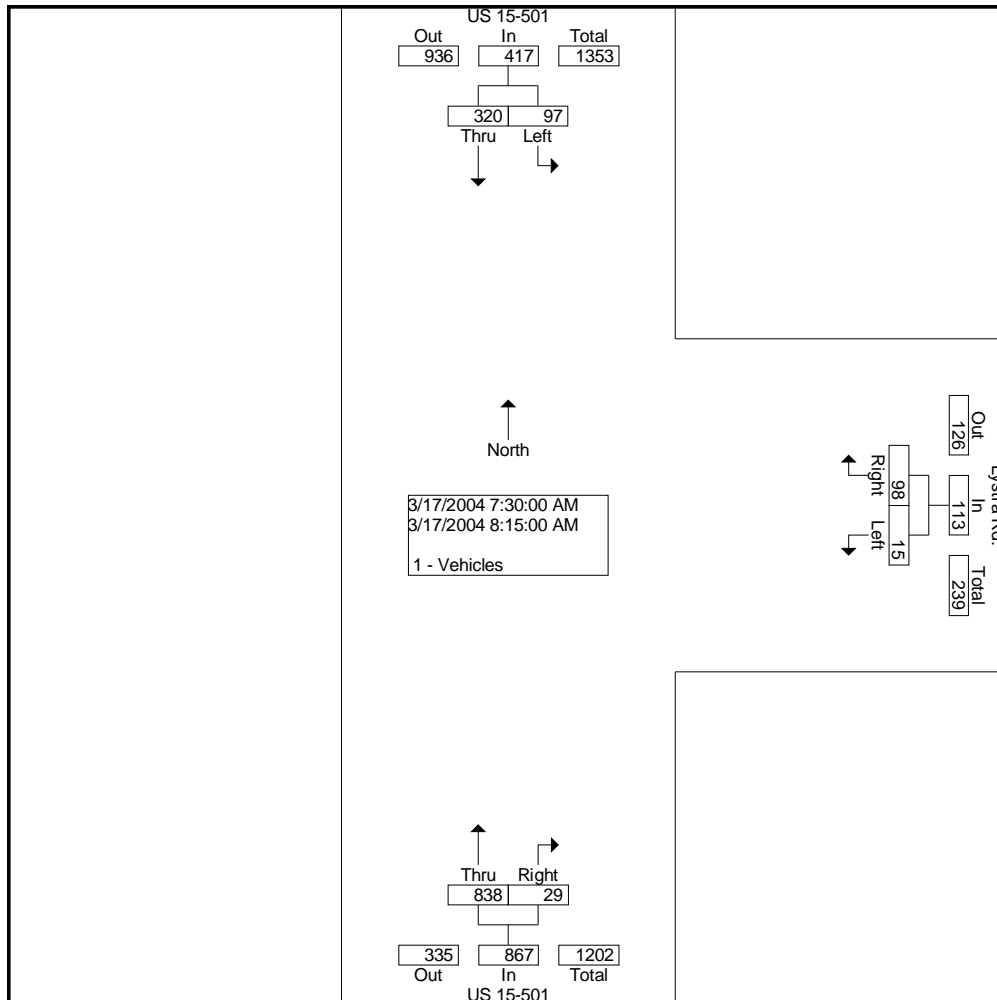 US 15-501
Out In Total
936 417 1353
320 97
Thru Left
North
3/17/2004 7:30:00 AM
3/17/2004 8:15:00 AM
1 - Vehicles
Out In Total
126 113 239
98 15
Right Left
Thru Right
838 29
335 867 1202
Out In Total
US 15-501